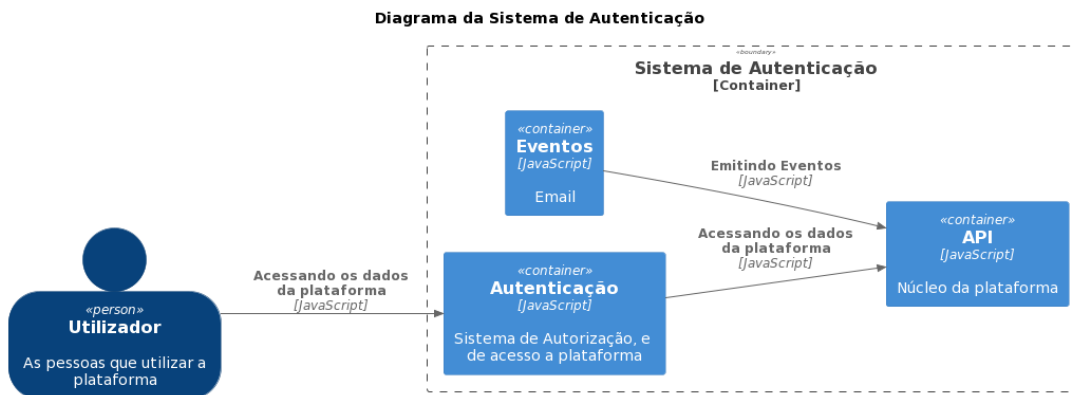 Diagrama da Sistema de Autenticação
«boundary»
Sistema de Autenticação
[Container]
«container»
Eventos
[JavaScript]
Email
Emitindo Eventos
[JavaScript]
«container»
API
[JavaScript]
Núcleo da plataforma
Acessando os dados
da plataforma
[JavaScript]
«container»
Autenticação
[JavaScript]
Sistema de Autorização, e
de acesso a plataforma
Acessando os dados
da plataforma
[JavaScript]
«person»
Utilizador
As pessoas que utilizar a
plataforma